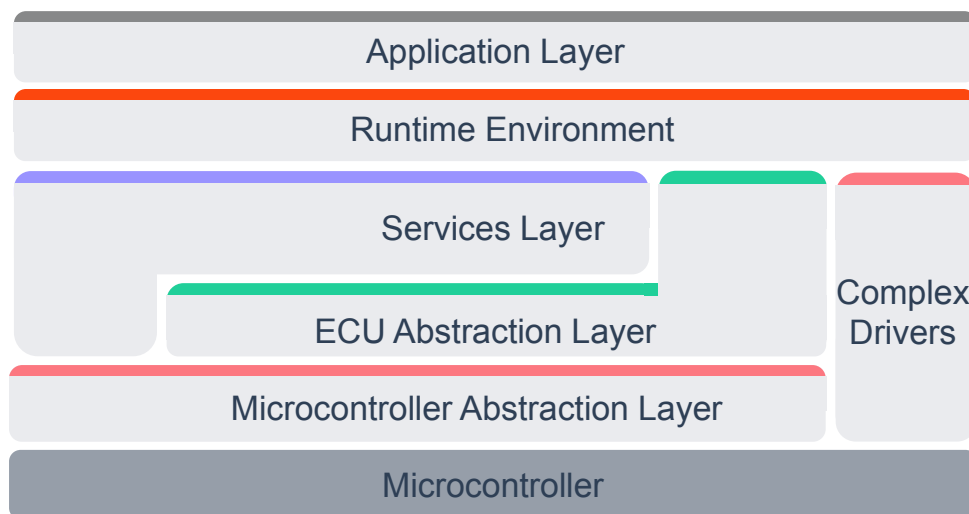 Application Layer
Runtime Environment
Services Layer
Complex
Drivers
ECU Abstraction Layer
Microcontroller Abstraction Layer
Microcontroller